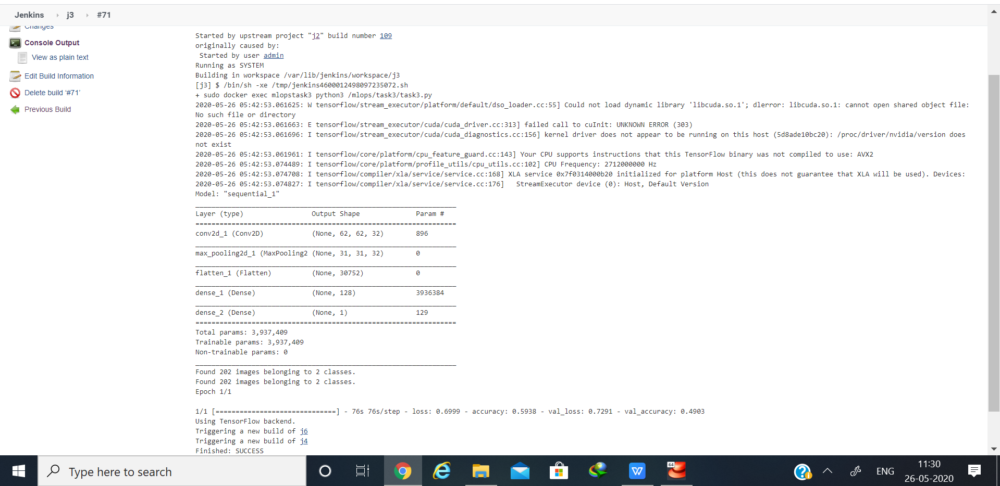 Jenkins j3 #71
Changes
Console Output
View as plain text
Edit Build Information
Delete build '#71'
Previous Build
Started by upstream project "j2" build number 109
originally caused by:
Started by user admin
Running as SYSTEM
Building in workspace /var/lib/jenkins/workspace/j3
[j3] $ /bin/sh -xe /tmp/jenkins4600012498097235072.sh
+ sudo docker exec mlopstask3 python3 /mlops/task3/task3.py
2020-05-26 05:42:53.061625: W tensorflow/stream_executor/platform/default/dso_loader.cc:55] Could not load dynamic library 'libcuda.so.1'; dlerror: libcuda.so.1: cannot open shared object file:
No such file or directory
2020-05-26 05:42:53.061663: E tensorflow/stream_executor/cuda/cuda_driver.cc:313] failed call to cuInit: UNKNOWN ERROR (303)
2020-05-26 05:42:53.061696: I tensorflow/stream_executor/cuda/cuda_diagnostics.cc:156] kernel driver does not appear to be running on this host (5d8ade10bc20): /proc/driver/nvidia/version does
not exist
2020-05-26 05:42:53.061961: I tensorflow/core/platform/cpu_feature_guard.cc:143] Your CPU supports instructions that this TensorFlow binary was not compiled to use: AVX2
2020-05-26 05:42:53.074489: I tensorflow/core/platform/profile_utils/cpu_utils.cc:102] CPU Frequency: 2712000000 Hz
2020-05-26 05:42:53.074708: I tensorflow/compiler/xla/service/service.cc:168] XLA service 0x7f0314000b20 initialized for platform Host (this does not guarantee that XLA will be used). Devices:
2020-05-26 05:42:53.074827: I tensorflow/compiler/xla/service/service.cc:176]   StreamExecutor device (0): Host, Default Version
Model: "sequential_1"
_________________________________________________________________
Layer (type)                 Output Shape              Param #
=================================================================
conv2d_1 (Conv2D)            (None, 62, 62, 32)        896
_________________________________________________________________
max_pooling2d_1 (MaxPooling2 (None, 31, 31, 32)        0
_________________________________________________________________
flatten_1 (Flatten)          (None, 30752)             0
_________________________________________________________________
dense_1 (Dense)              (None, 128)               3936384
_________________________________________________________________
dense_2 (Dense)              (None, 1)                 129
=================================================================
Total params: 3,937,409
Trainable params: 3,937,409
Non-trainable params: 0
_________________________________________________________________
Found 202 images belonging to 2 classes.
Found 202 images belonging to 2 classes.
Epoch 1/1
1/1 [==============================] - 76s 76s/step - loss: 0.6999 - accuracy: 0.5938 - val_loss: 0.7291 - val_accuracy: 0.4903
Using TensorFlow backend.
Triggering a new build of j6
Triggering a new build of j4
Finished: SUCCESS
Type here to search
W
64
ENG
11:30
26-05-2020